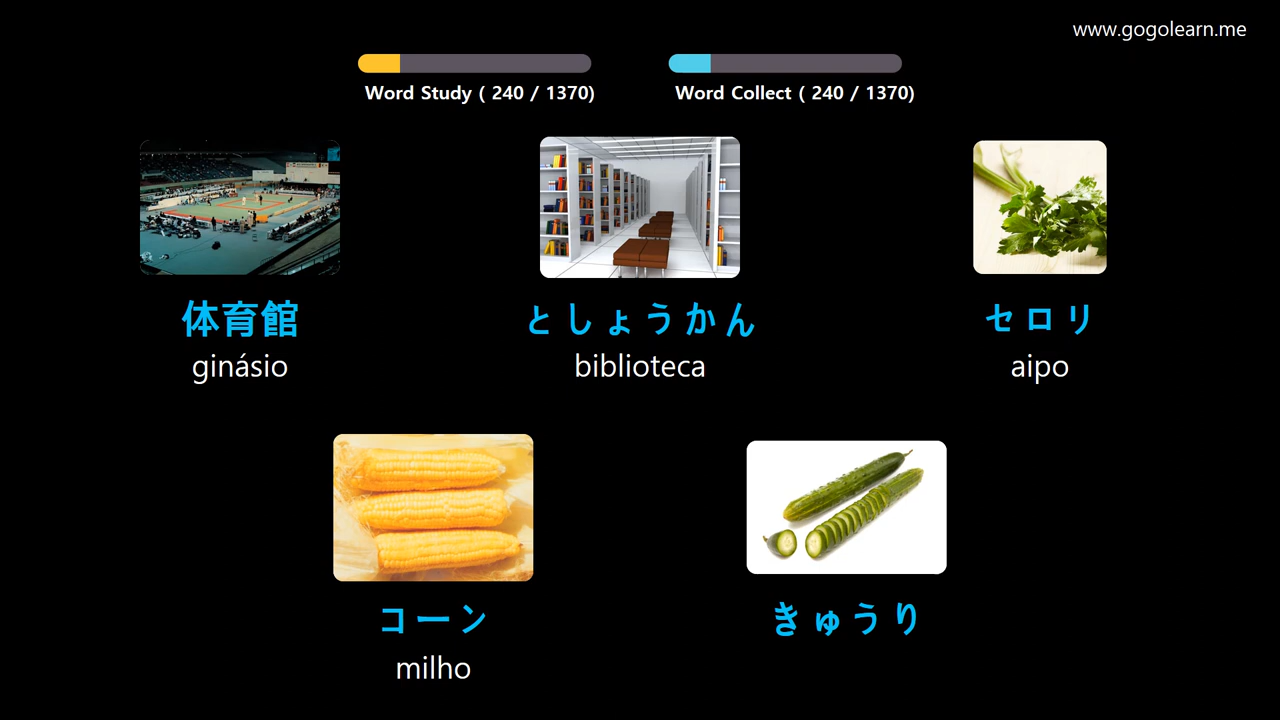 www.gogolearn.me
Word Study ( 240 / 1370)
Word Collect ( 240 / 1370)
体育館
ginásio
としょうかん
biblioteca
セロリ
aipo
コーン
milho
きゅうり